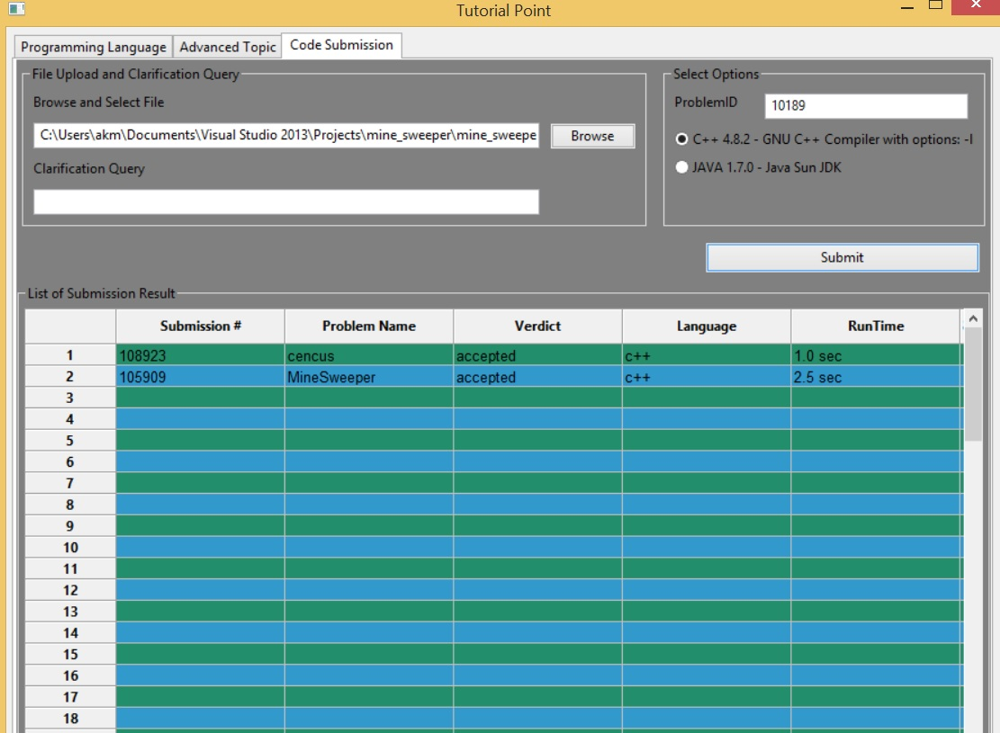 Tutorial Point
Programming Language Advanced Topic Code Submission
File Upload and Clarification Query
Browse and Select File
C:\Users\akm\Documents\Visual Studio 2013\Projects\mine_sweeper\mine_sweepe Browse
Clarification Query
Select Options
ProblemID 10189
C++ 4.8.2 - GNU C++ Compiler with options: -l
JAVA 1.7.0 - Java Sun JDK
Submit
List of Submission Result
Submission # Problem Name Verdict Language RunTime
1 108923 cencus accepted c++ 1.0 sec
2 105909 MineSweeper accepted c++ 2.5 sec
3
4
5
6
7
8
9
10
11
12
13
14
15
16
17
18